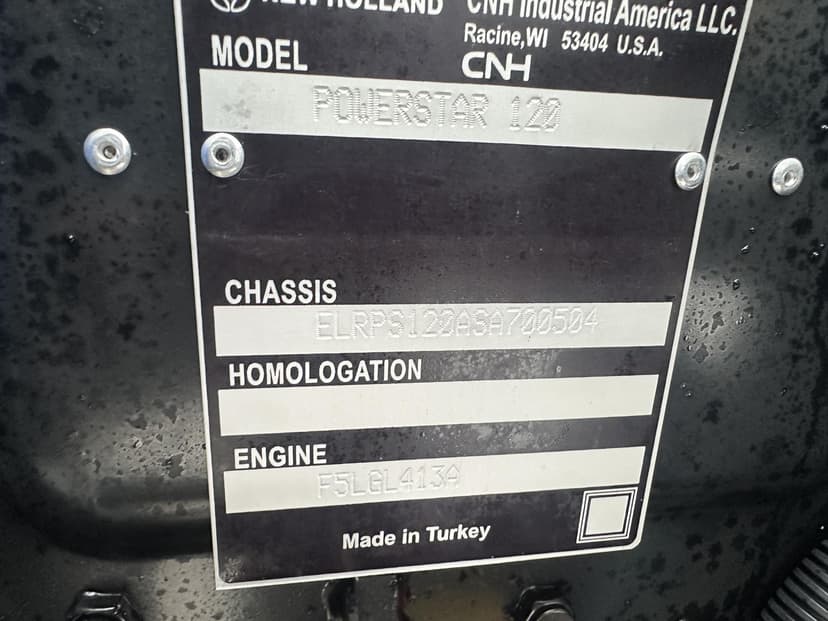 NEW HOLLAND
CNH Industrial America LLC.
Racine,WI 53404 U.S.A.
MODEL
CNH
POWERSTAR 120
CHASSIS
ELRPS120ASA700504
HOMOLOGATION
ENGINE
F5LGL413A
Made in Turkey